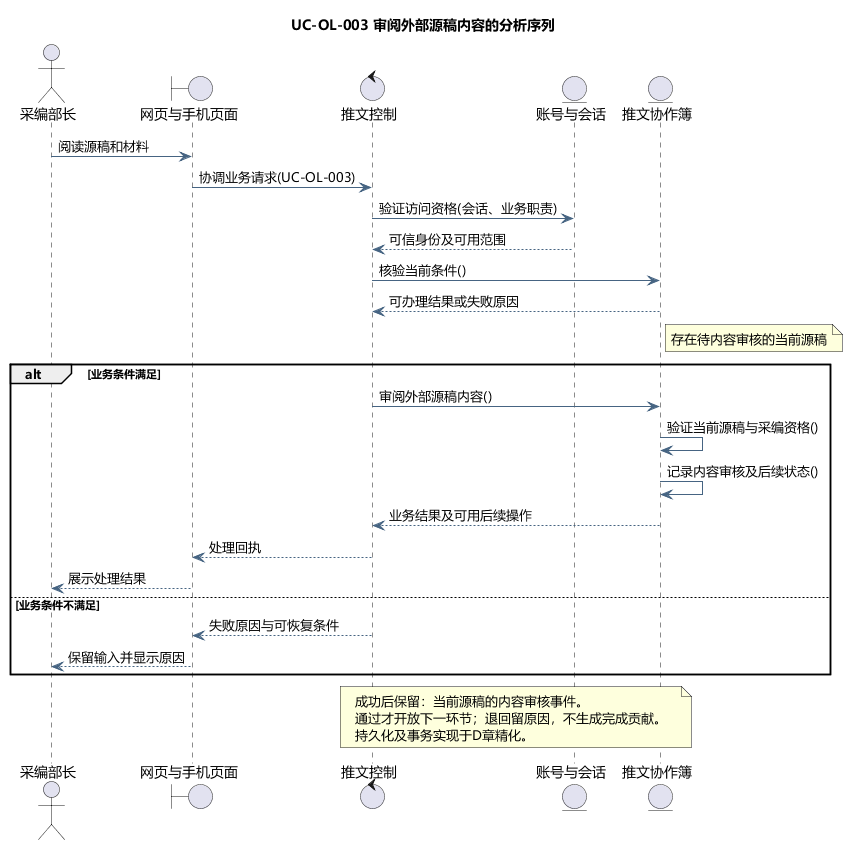 UC-OL-003 审阅外部源稿内容的分析序列
采编部长
网页与手机页面
推文控制
账号与会话
推文协作簿
阅读源稿和材料
协调业务请求(UC-OL-003)
验证访问资格(会话、业务职责)
可信身份及可用范围
核验当前条件()
可办理结果或失败原因
存在待内容审核的当前源稿
alt [业务条件满足]
审阅外部源稿内容()
验证当前源稿与采编资格()
记录内容审核及后续状态()
业务结果及可用后续操作
处理回执
展示处理结果
[业务条件不满足]
失败原因与可恢复条件
保留输入并显示原因
成功后保留：当前源稿的内容审核事件。
通过才开放下一环节；退回留原因，不生成完成贡献。
持久化及事务实现于D章精化。
采编部长
网页与手机页面
推文控制
账号与会话
推文协作簿